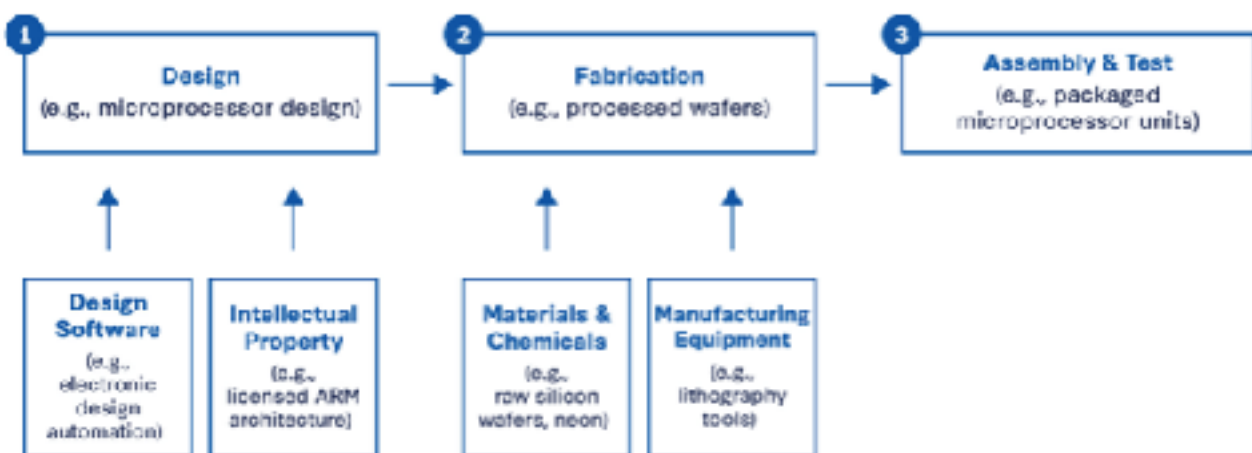 1
Design
(e.g., microprocessor design)
2
Fabrication
(e.g., processed wafers)
3
Assembly & Test
(e.g., packaged
microprocessor units)
Design
Software
(e.g.,
electronic
design
automation)
Intellectual
Property
(e.g.,
licensed ARM
architecture)
Materials &
Chemicals
(e.g.,
raw silicon
wafers, neon)
Manufacturing
Equipment
(e.g.,
lithography
tools)